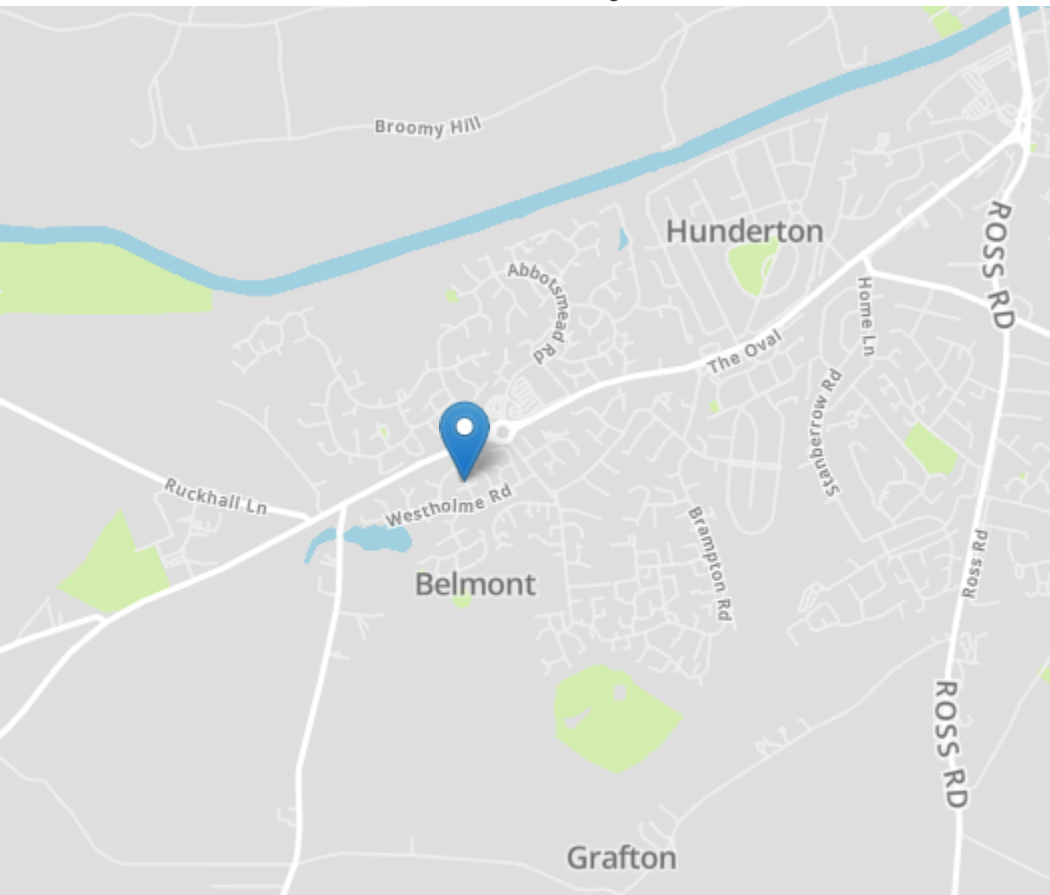 Broomy Hill
Hunderton
ROSS RD
Abbotsmead Rd
Home Ln
The Oval
Stanberrow Rd
Ruckhall Ln
Westholme Rd
Brampton Rd
Ross Rd
Belmont
ROSS RD
Grafton